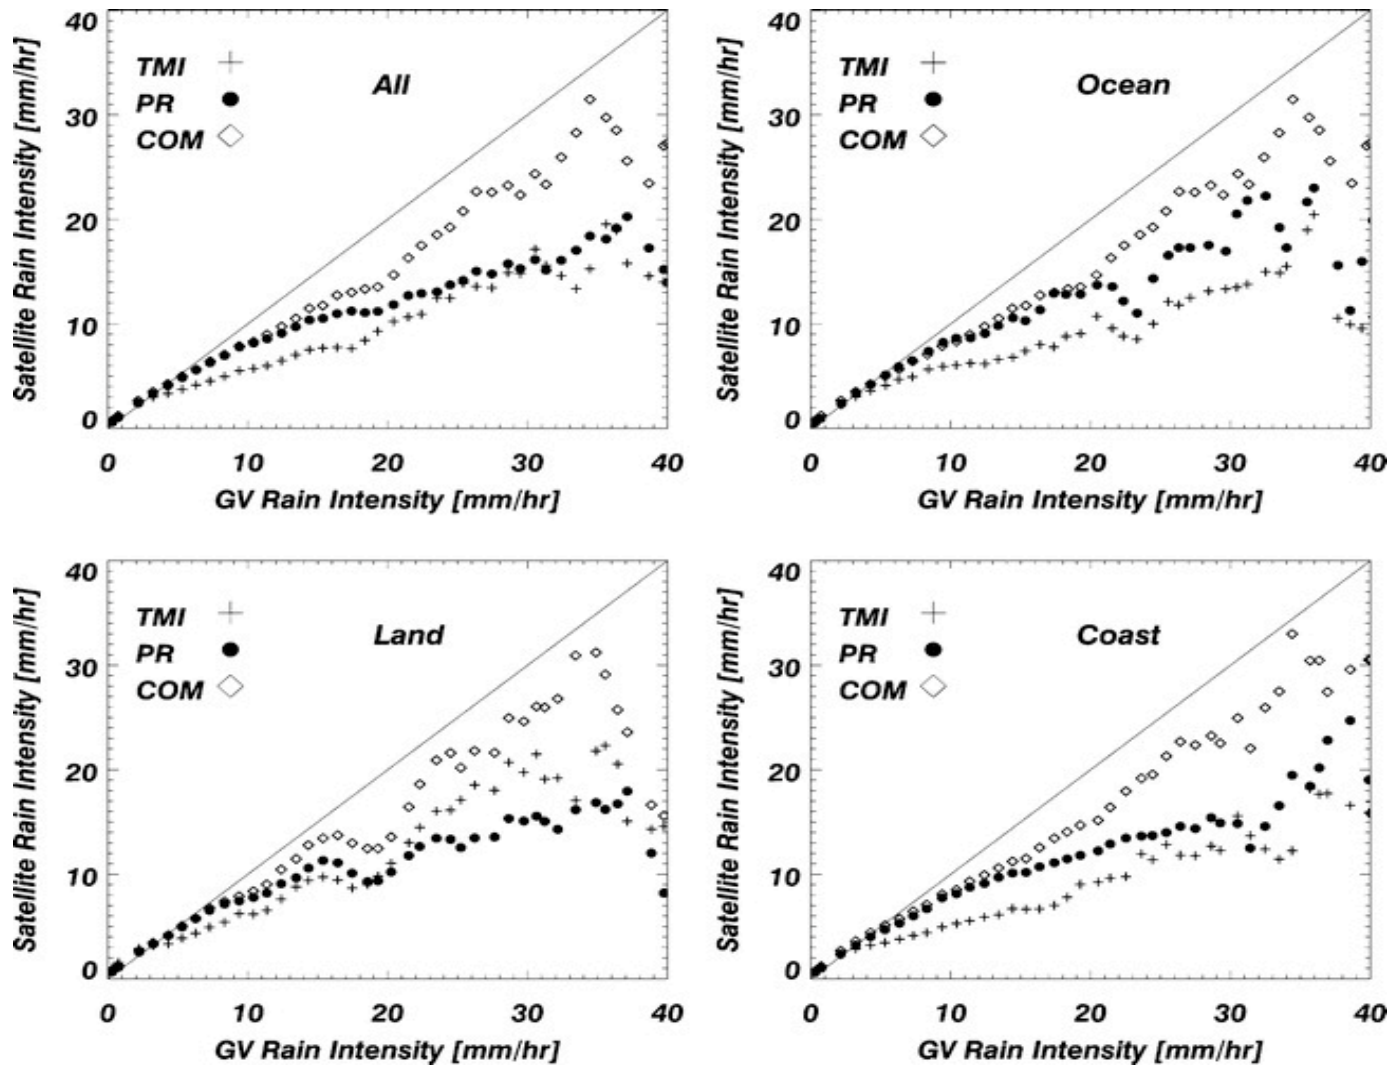 40
30
20
10
0
Satellite Rain Intensity [mm/hr]
TMI
PR
COM
All
0 10 20 30 40
GV Rain Intensity [mm/hr]
40
30
20
10
0
Satellite Rain Intensity [mm/hr]
TMI
PR
COM
Ocean
0 10 20 30 40
GV Rain Intensity [mm/hr]
40
30
20
10
0
Satellite Rain Intensity [mm/hr]
TMI
PR
COM
Land
0 10 20 30 40
GV Rain Intensity [mm/hr]
40
30
20
10
0
Satellite Rain Intensity [mm/hr]
TMI
PR
COM
Coast
0 10 20 30 40
GV Rain Intensity [mm/hr]